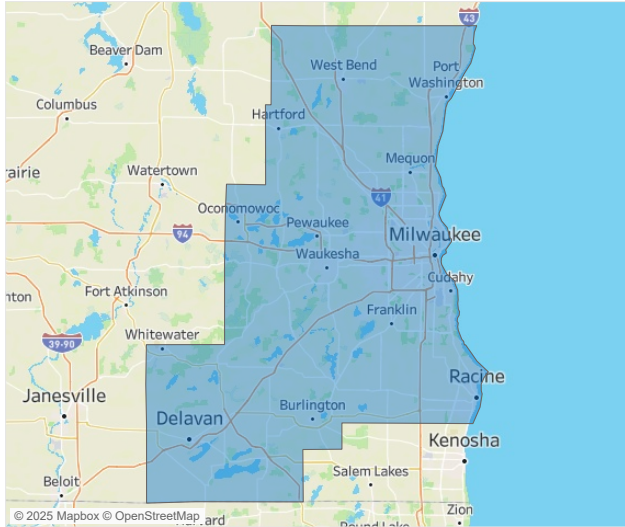 43
Beaver Dam
West Bend
Port
Washington
Columbus
Hartford
rairie
Watertown
Mequon
41
Oconomowoc
94
Pewaukee
Milwaukee
Waukesha
Cudahy
nton
Fort Atkinson
Franklin
39-90
Whitewater
Janesville
Racine
Delavan
Burlington
Kenosha
Salem Lakes
Beloit
Zion
© 2025 Mapbox © OpenStreetMap